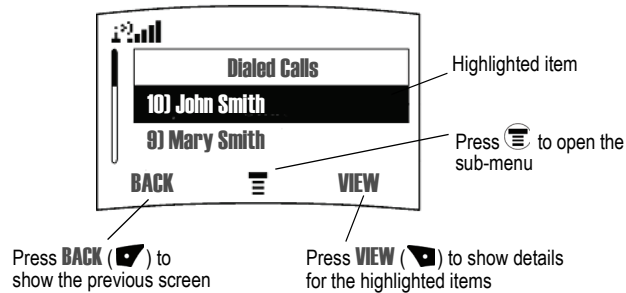 Dialed Calls
Highlighted item
10) John Smith
9) Mary Smith
Press to open the
sub-menu
BACK
VIEW
Press BACK ( ) to
show the previous screen
Press VIEW ( ) to show details
for the highlighted items